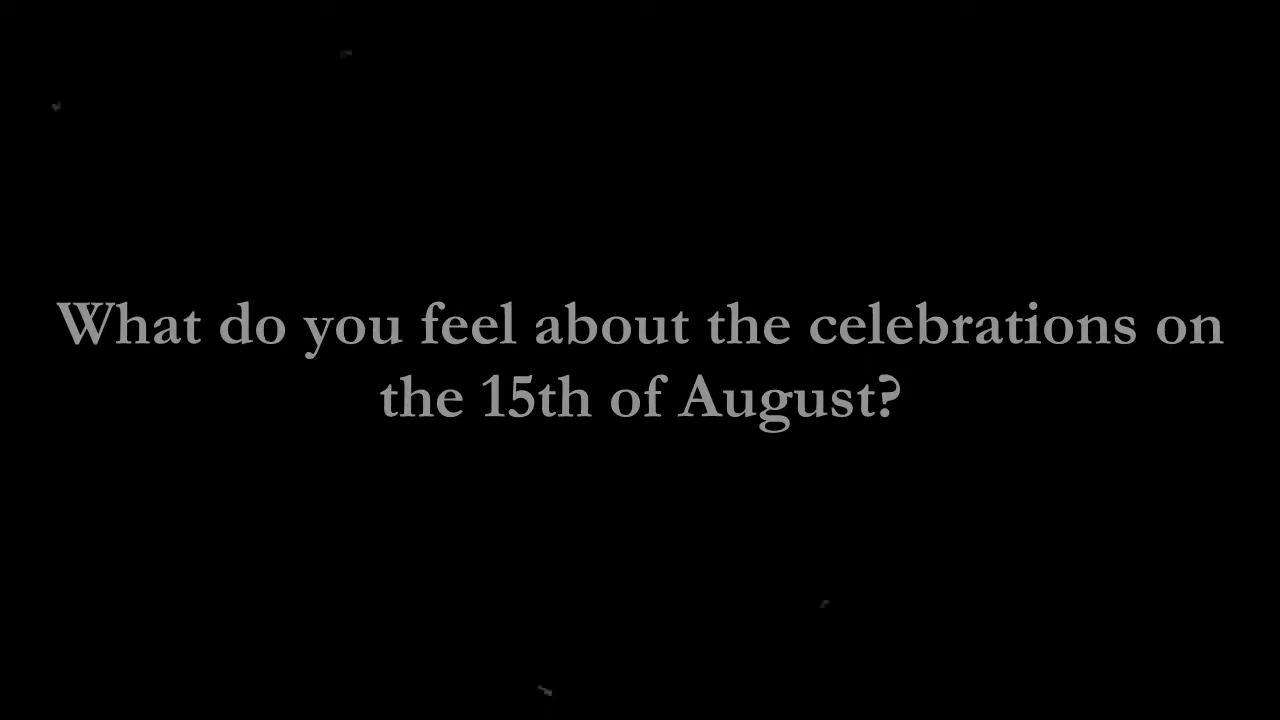 What do you feel about the celebrations on
the 15th of August?